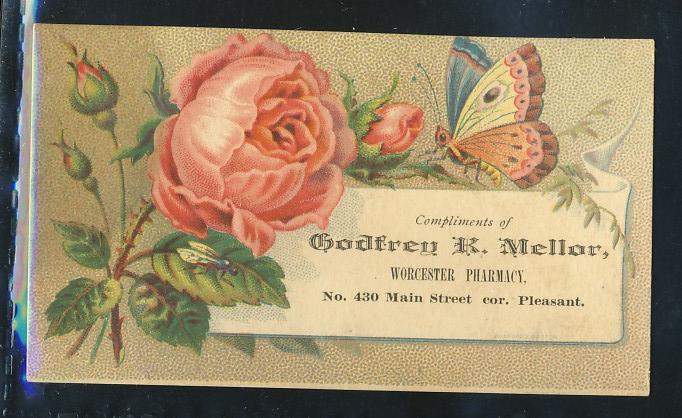 Compliments of
Godfrey K. Mellor,
WORCESTER PHARMACY,
No. 430 Main Street cor. Pleasant.